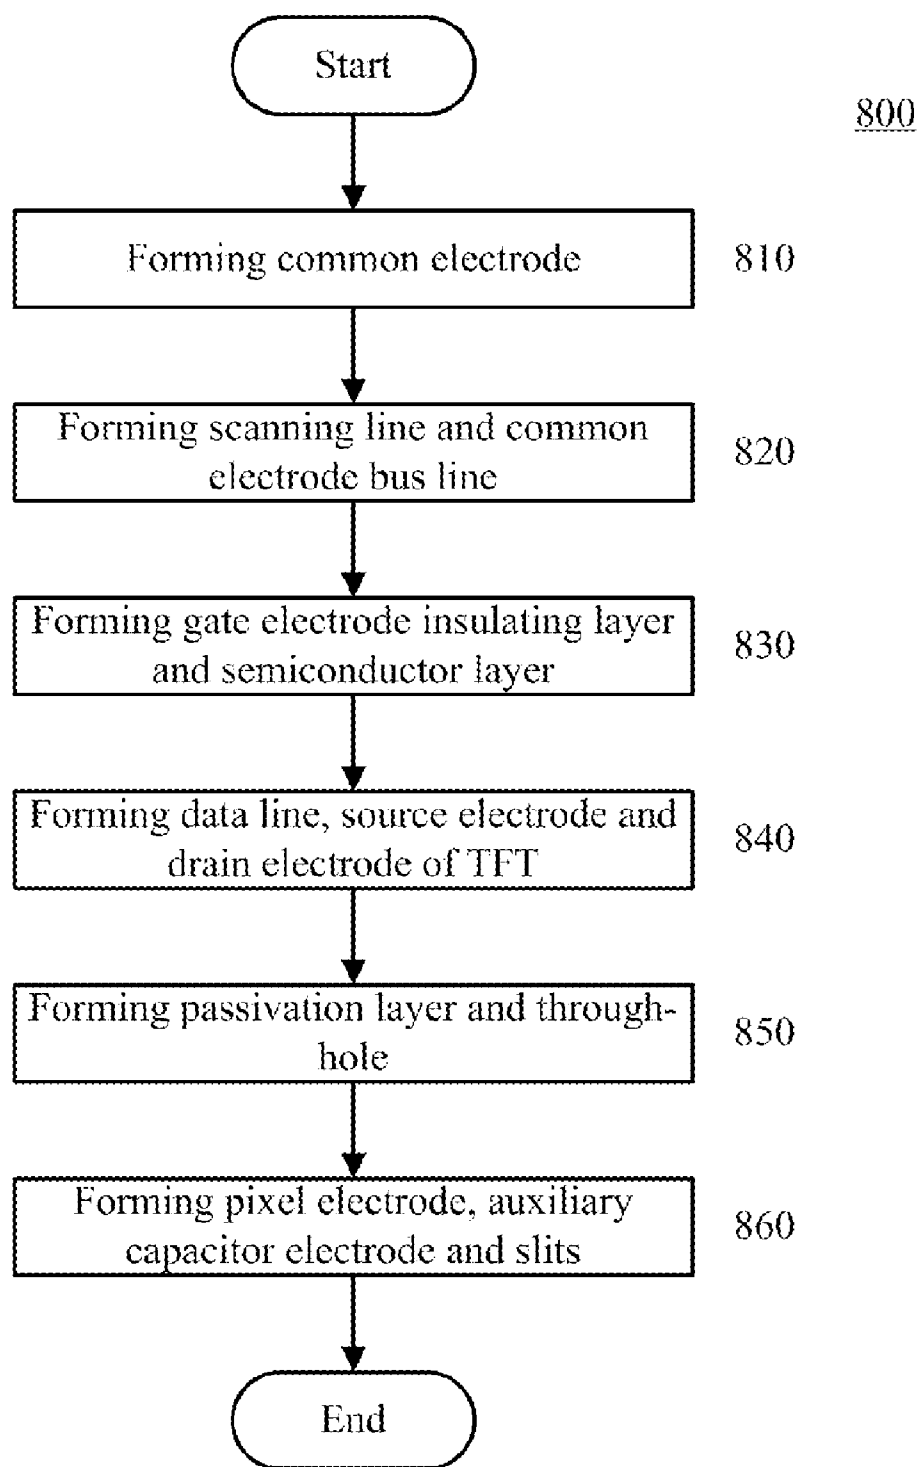 Start
800
Forming common electrode
810
Forming scanning line and common
electrode bus line
820
Forming gate electrode insulating layer
and semiconductor layer
830
Forming data line, source electrode and
drain electrode of TFT
840
Forming passivation layer and through-
hole
850
Forming pixel electrode, auxiliary
capacitor electrode and slits
860
End